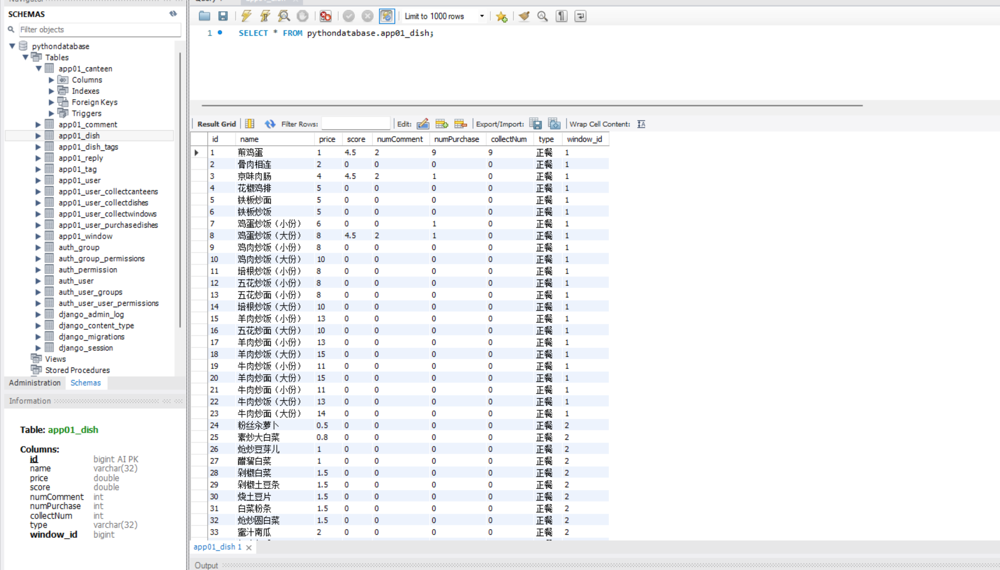 SCHEMAS
Filter objects
pythondatabase
Tables
app01_canteen
Columns
Indexes
Foreign Keys
Triggers
app01_comment
app01_dish
app01_dish_tags
app01_reply
app01_tag
app01_user
app01_user_collectcanteens
app01_user_collectdishes
app01_user_collectwindows
app01_user_purchasedishes
app01_window
auth_group
auth_group_permissions
auth_permission
auth_user
auth_user_groups
auth_user_user_permissions
django_admin_log
django_content_type
django_migrations
django_session
Views
Stored Procedures
Administration Schemas
Information
Table: app01_dish
Columns:
id bigint AI PK
name varchar(32)
price double
score double
numComment int
numPurchase int
collectNum int
type varchar(32)
window_id bigint
Limit to 1000 rows
1 SELECT * FROM pythondatabase.app01_dish;
Result Grid Filter Rows: Edit: Export/Import: Wrap Cell Content:
id name price score numComment numPurchase collectNum type window_id
1 煎鸡蛋 1 4.5 2 9 9 正餐 1
2 骨肉相连 2 0 0 0 0 正餐 1
3 京味肉肠 4 4.5 2 1 0 正餐 1
4 花椒鸡排 5 0 0 0 0 正餐 1
5 铁板炒面 5 0 0 0 0 正餐 1
6 铁板炒饭 5 0 0 0 0 正餐 1
7 鸡蛋炒饭（小份） 6 0 0 1 0 正餐 1
8 鸡蛋炒饭（大份） 8 4.5 2 1 0 正餐 1
9 鸡肉炒饭（小份） 8 0 0 0 0 正餐 1
10 鸡肉炒饭（大份） 10 0 0 0 0 正餐 1
11 培根炒饭（小份） 8 0 0 0 0 正餐 1
12 五花炒饭（小份） 8 0 0 0 0 正餐 1
13 五花炒面（小份） 8 0 0 0 0 正餐 1
14 培根炒饭（大份） 10 0 0 0 0 正餐 1
15 羊肉炒饭（小份） 13 0 0 0 0 正餐 1
16 五花炒面（大份） 10 0 0 0 0 正餐 1
17 羊肉炒面（小份） 13 0 0 0 0 正餐 1
18 羊肉炒饭（大份） 15 0 0 0 0 正餐 1
19 牛肉炒饭（小份） 11 0 0 0 0 正餐 1
20 羊肉炒面（大份） 15 0 0 0 0 正餐 1
21 牛肉炒面（小份） 11 0 0 0 0 正餐 1
22 牛肉炒饭（大份） 13 0 0 0 0 正餐 1
23 牛肉炒面（大份） 14 0 0 0 0 正餐 1
24 粉丝汆萝卜 0.5 0 0 0 0 正餐 2
25 素炒大白菜 0.8 0 0 0 0 正餐 2
26 炝炒豆芽儿 1 0 0 0 0 正餐 2
27 醋溜白菜 1 0 0 0 0 正餐 2
28 剁椒白菜 1.5 0 0 0 0 正餐 2
29 剁椒土豆条 1.5 0 0 0 0 正餐 2
30 烧土豆片 1.5 0 0 0 0 正餐 2
31 白菜粉条 1.5 0 0 0 0 正餐 2
32 炝炒圆白菜 1.5 0 0 0 0 正餐 2
33 蜜汁南瓜 2 0 0 0 0 正餐 2
app01_dish 1
Output